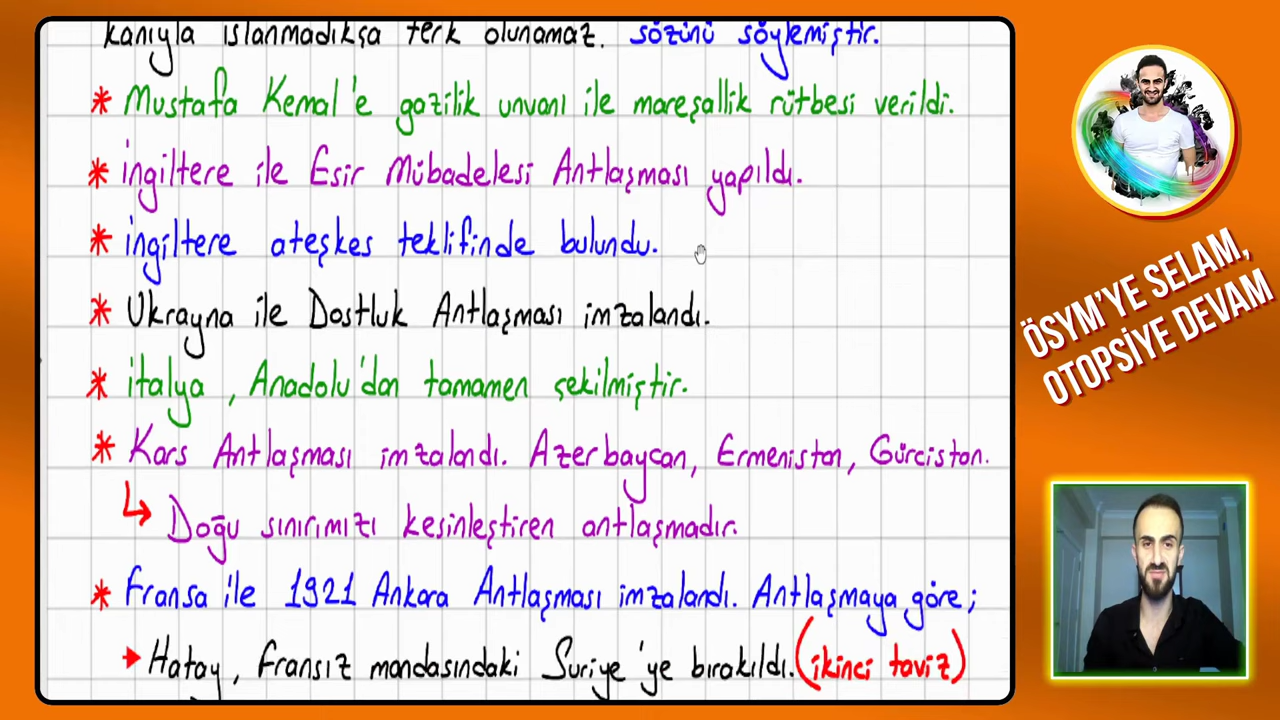 kanıyla ıslanmadıkça terk olunamaz. sözünü söylemiştir.
* Mustafa Kemal'e gazilik unvanı ile mareşallik rütbesi verildi.
* İngiltere ile Esir Mübadelesi Antlaşması yapıldı.
* İngiltere ateşkes teklifinde bulundu.
* Ukrayna ile Dostluk Antlaşması imzalandı.
* İtalya, Anadolu'dan tamamen çekilmiştir.
* Kars Antlaşması imzalandı. Azerbaycan, Ermenistan, Gürcistan.
↳ Doğu sınırımızı kesinleştiren antlaşmadır.
* Fransa ile 1921 Ankara Antlaşması imzalandı. Antlaşmaya göre;
➤ Hatay, Fransız mandasındaki Suriye'ye bırakıldı. (ikinci taviz)
ÖSYM'YE SELAM,
OTOPSİYE DEVAM